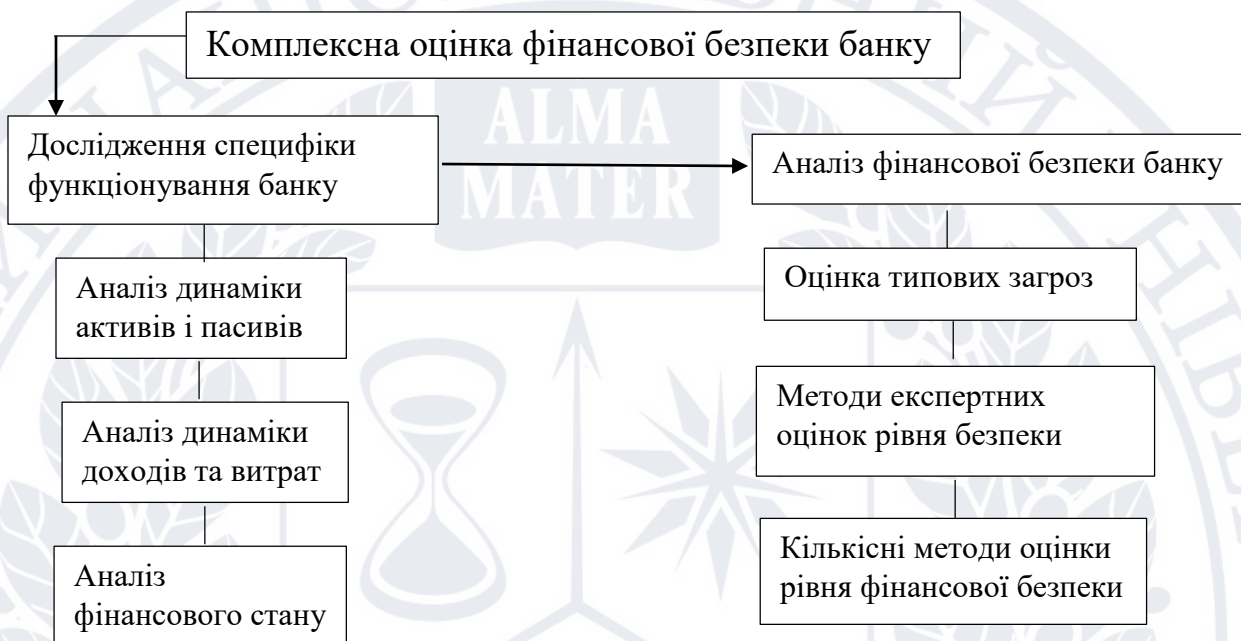 Комплексна оцінка фінансової безпеки банку
ALMA
MATER
Дослідження специфіки
функціонування банку
Аналіз фінансової безпеки банку
Аналіз динаміки
активів і пасивів
Оцінка типових загроз
Аналіз динаміки
доходів та витрат
Методи експертних
оцінок рівня безпеки
Аналіз
фінансового стану
Кількісні методи оцінки
рівня фінансової безпеки